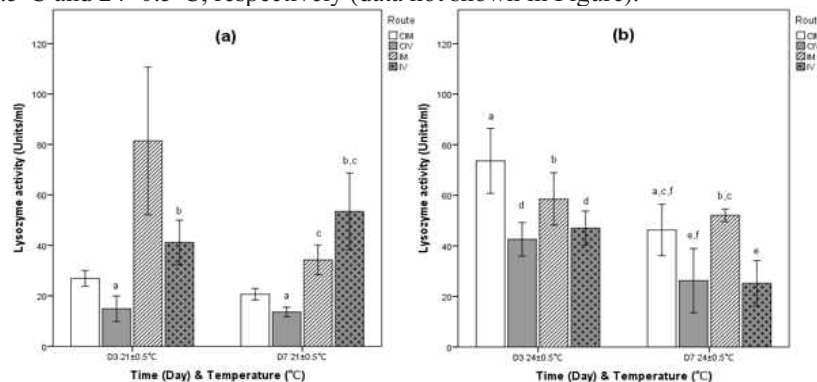 .5°C and 24±0.5°C, respectively (data not shown in Figure).
(a)
Route
CIM
CIV
IM
IV
Lysozyme activity (Units/ml)
120
100
80
60
40
20
0
a
b
a
c
b,c
D3 21±0.5℃
D7 21±0.5℃
Time (Day) & Temperature (℃)
(b)
Route
CIM
CIV
IM
IV
Lysozyme activity (Units/ml)
120
100
80
60
40
20
0
a
d
b
d
a,c,f
e,f
b,c
e
D3 24±0.5℃
D7 24±0.5℃
Time (Day) & Temperature (℃)